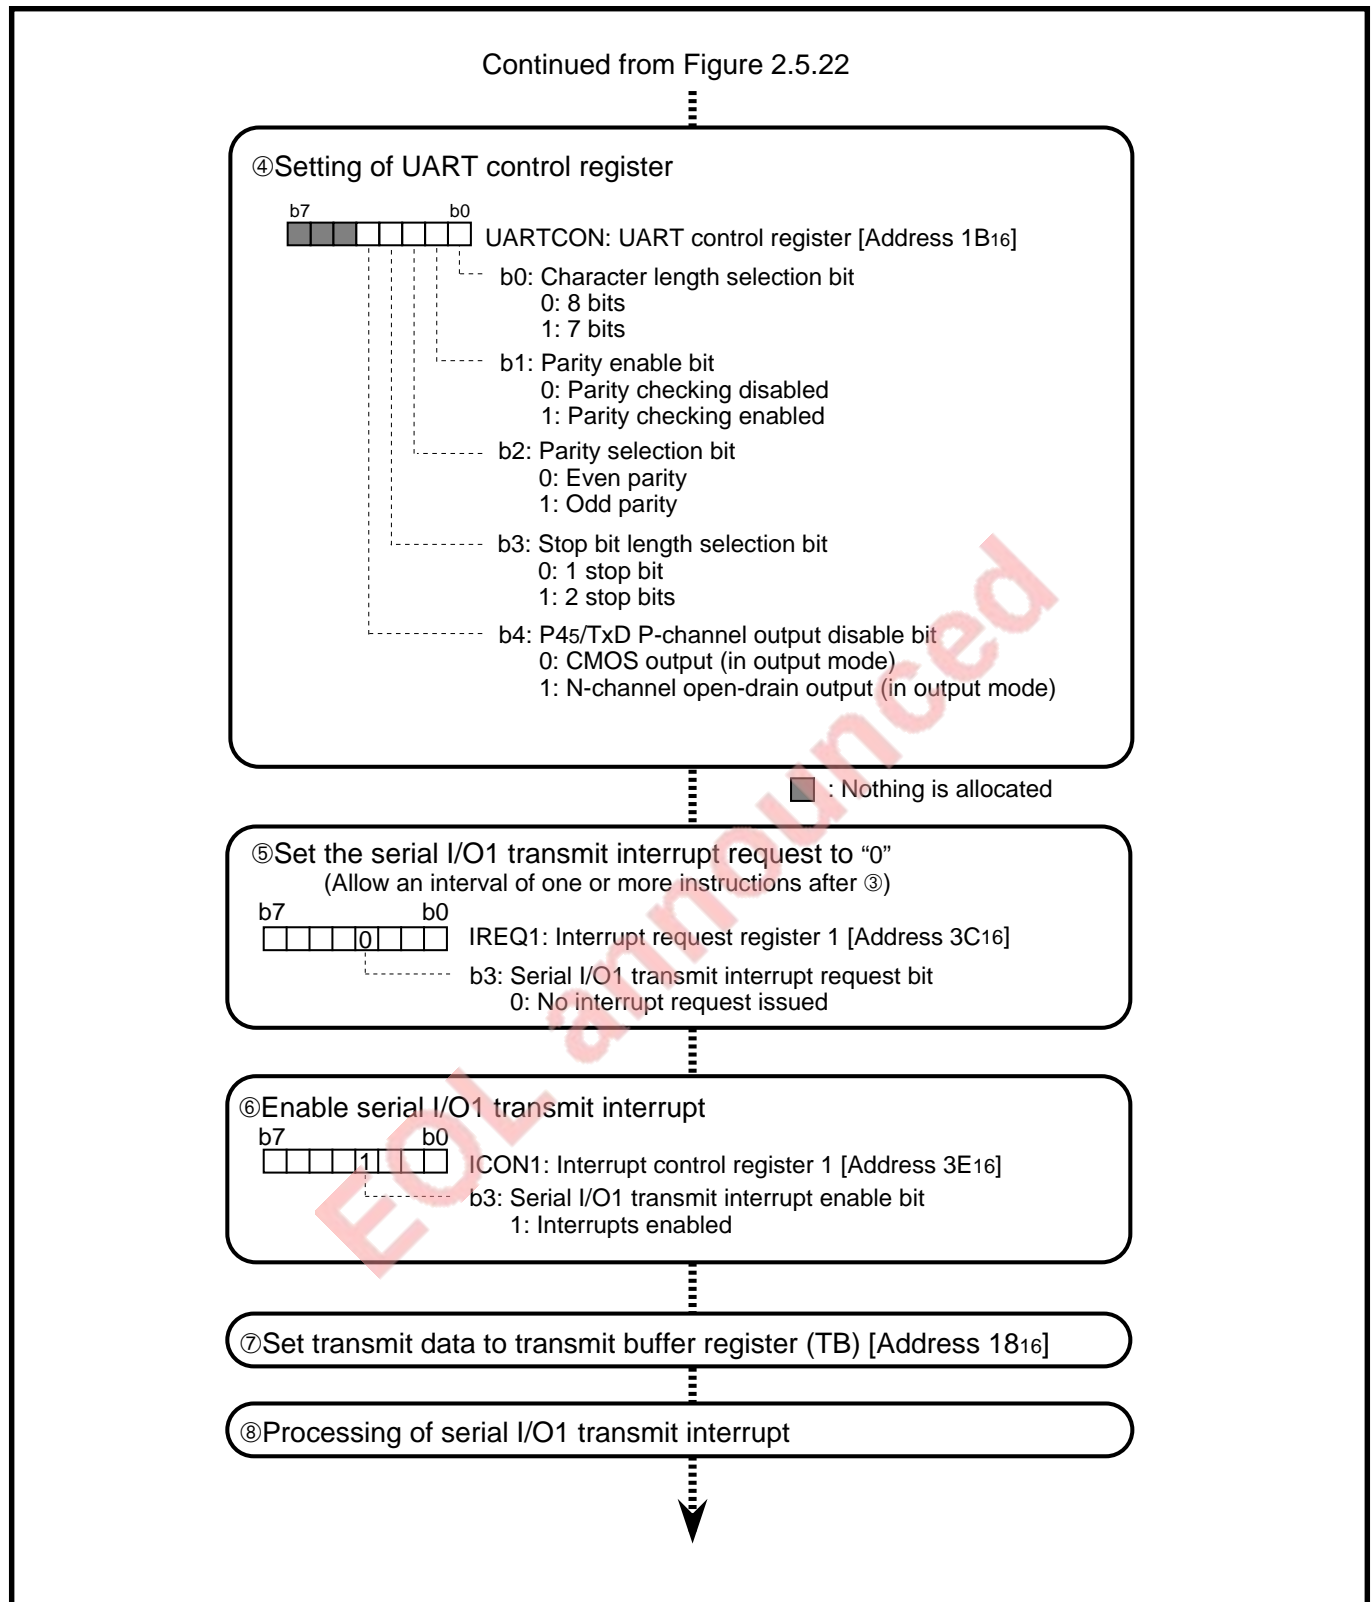 Continued from Figure 2.5.22
④Setting of UART control register
b7 b0
UARTCON: UART control register [Address 1B16]
b0: Character length selection bit
0: 8 bits
1: 7 bits
b1: Parity enable bit
0: Parity checking disabled
1: Parity checking enabled
b2: Parity selection bit
0: Even parity
1: Odd parity
b3: Stop bit length selection bit
0: 1 stop bit
1: 2 stop bits
b4: P45/TxD P-channel output disable bit
0: CMOS output (in output mode)
1: N-channel open-drain output (in output mode)
: Nothing is allocated
⑤Set the serial I/O1 transmit interrupt request to “0”
(Allow an interval of one or more instructions after ③)
b7 b0
0 IREQ1: Interrupt request register 1 [Address 3C16]
b3: Serial I/O1 transmit interrupt request bit
0: No interrupt request issued
⑥Enable serial I/O1 transmit interrupt
b7 b0
1 ICON1: Interrupt control register 1 [Address 3E16]
b3: Serial I/O1 transmit interrupt enable bit
1: Interrupts enabled
⑦Set transmit data to transmit buffer register (TB) [Address 1816]
⑧Processing of serial I/O1 transmit interrupt
EOL announced